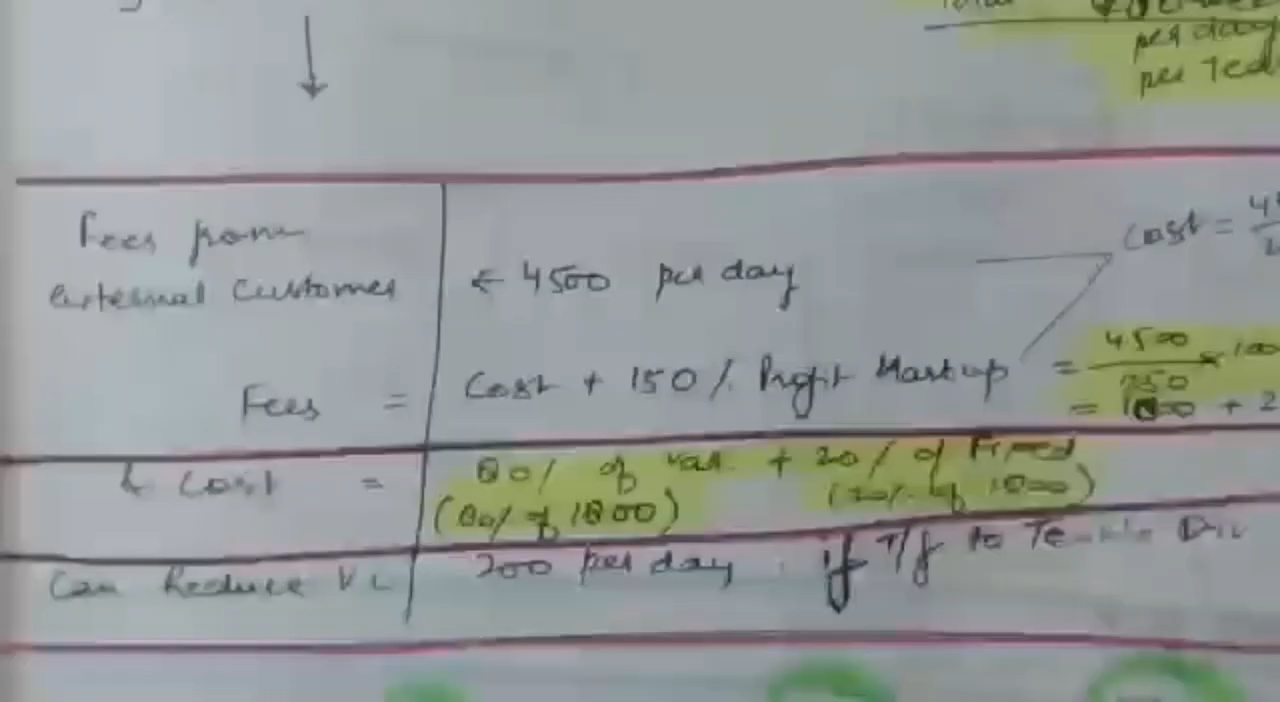 per day
Fees from
external Customer
₹ 4500 per day
Cost =
Fees =
Cost + 150 % Profit Markup
= 4500 × 100
250
= 1800 + 2
Cost =
80% of Var. + 20% of Fixed
(80% of 1800)
(20% of 1800)
Can Reduce VC
200 per day . if T/f to Div